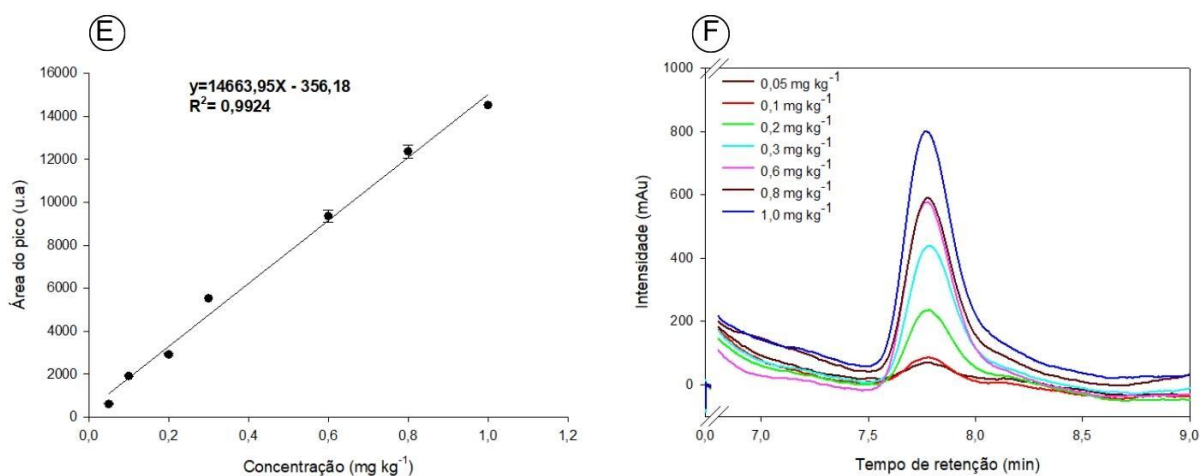 E
y=14663,95X - 356,18
R²= 0,9924
16000
14000
12000
10000
8000
6000
4000
2000
0
Área do pico (u.a)
0,0 0,2 0,4 0,6 0,8 1,0 1,2
Concentração (mg kg⁻¹)
F
1000
800
600
400
200
0
Intensidade (mAu)
0,05 mg kg⁻¹
0,1 mg kg⁻¹
0,2 mg kg⁻¹
0,3 mg kg⁻¹
0,6 mg kg⁻¹
0,8 mg kg⁻¹
1,0 mg kg⁻¹
0,0 7,0 7,5 8,0 8,5 9,0
Tempo de retenção (min)